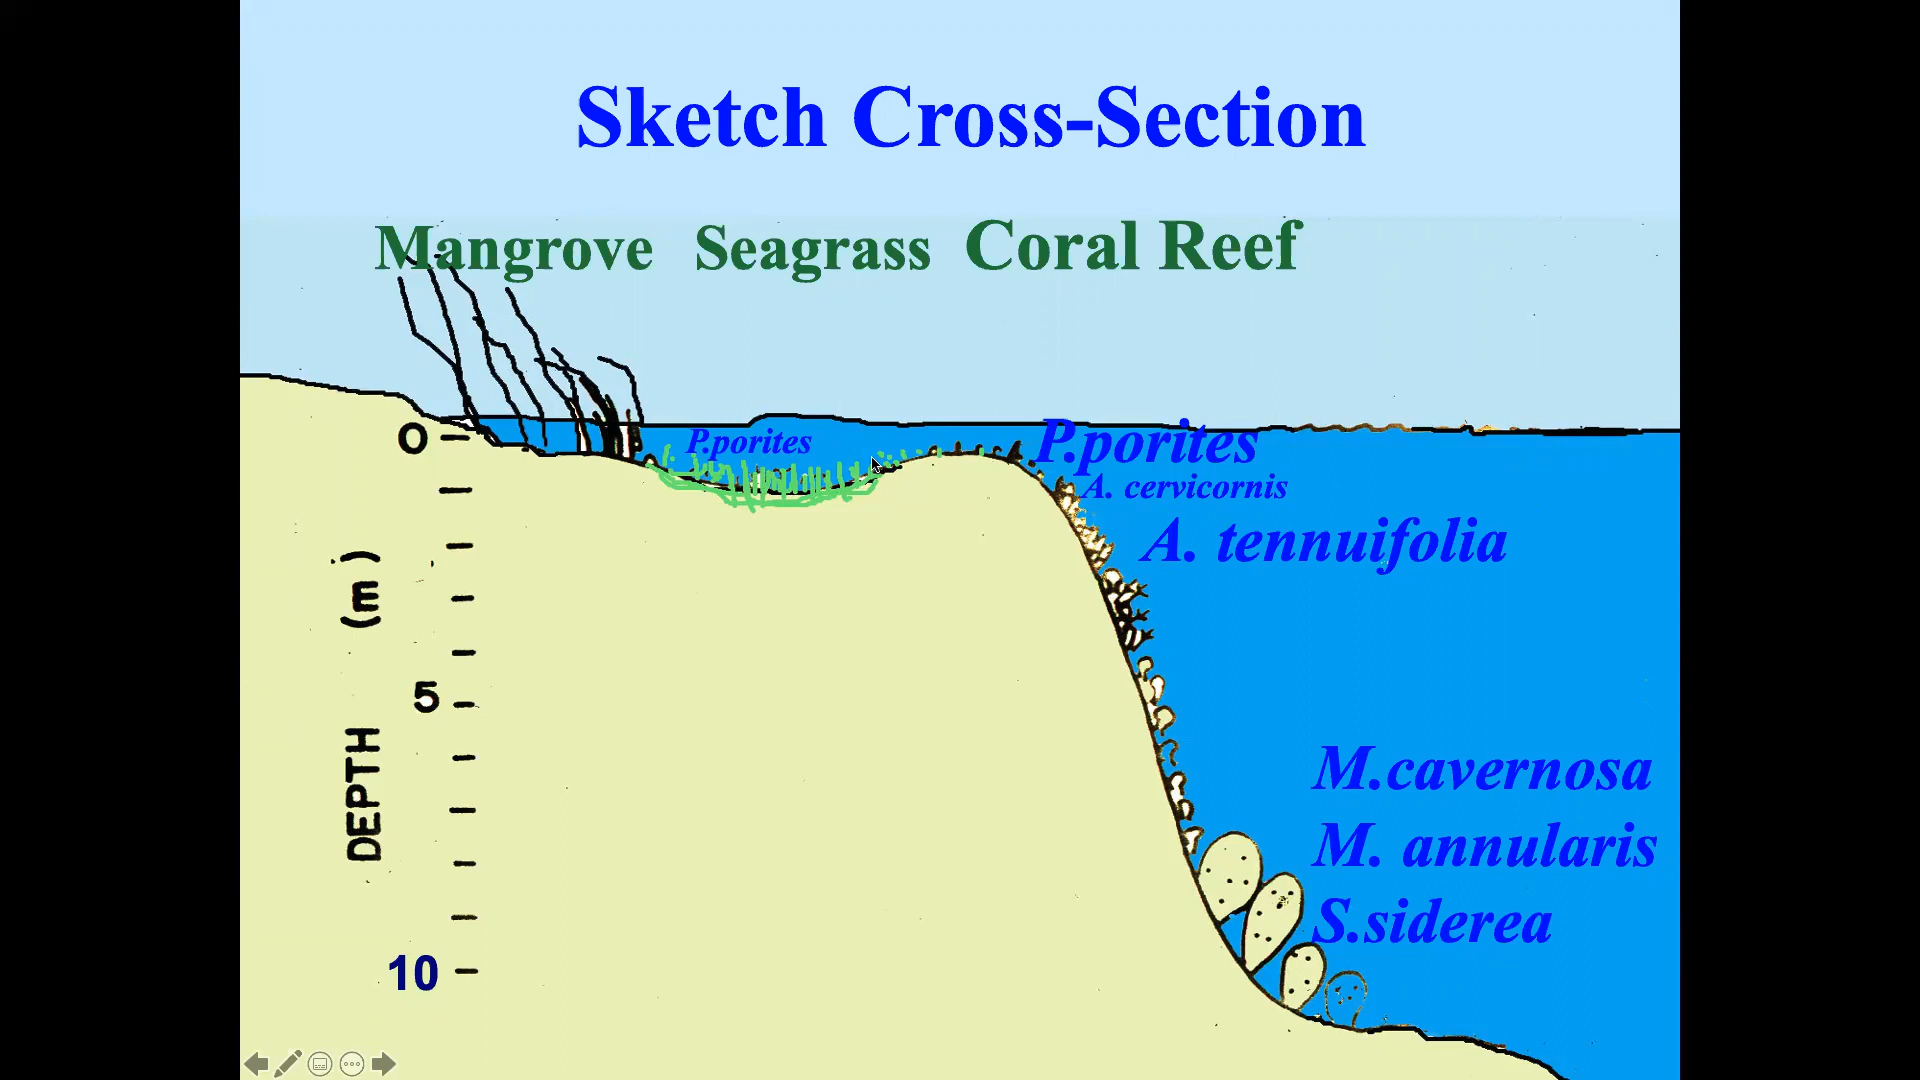 Sketch Cross-Section
Mangrove Seagrass Coral Reef
0
P.porites
P.porites
A. cervicornis
A. tennuifolia
DEPTH (m)
5
M.cavernosa
M. annularis
S.siderea
10